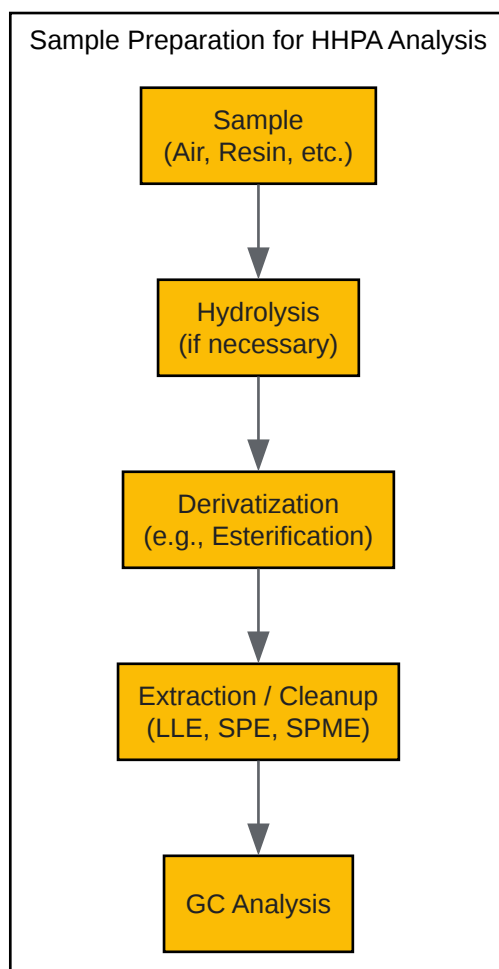 Sample Preparation for HHPA Analysis
Sample
(Air, Resin, etc.)
Hydrolysis
(if necessary)
Derivatization
(e.g., Esterification)
Extraction / Cleanup
(LLE, SPE, SPME)
GC Analysis